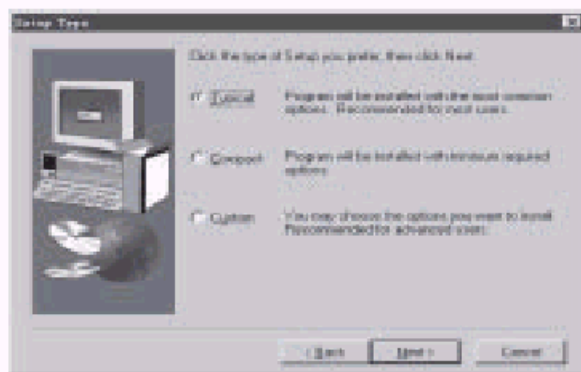 Setup Type
Click the type of Setup you prefer, then click Next.
Typical Program will be installed with the most common
options. Recommended for most users.
Compact Program will be installed with minimum required
options.
Custom You may choose the options you want to install.
Recommended for advanced users.
< Back Next > Cancel